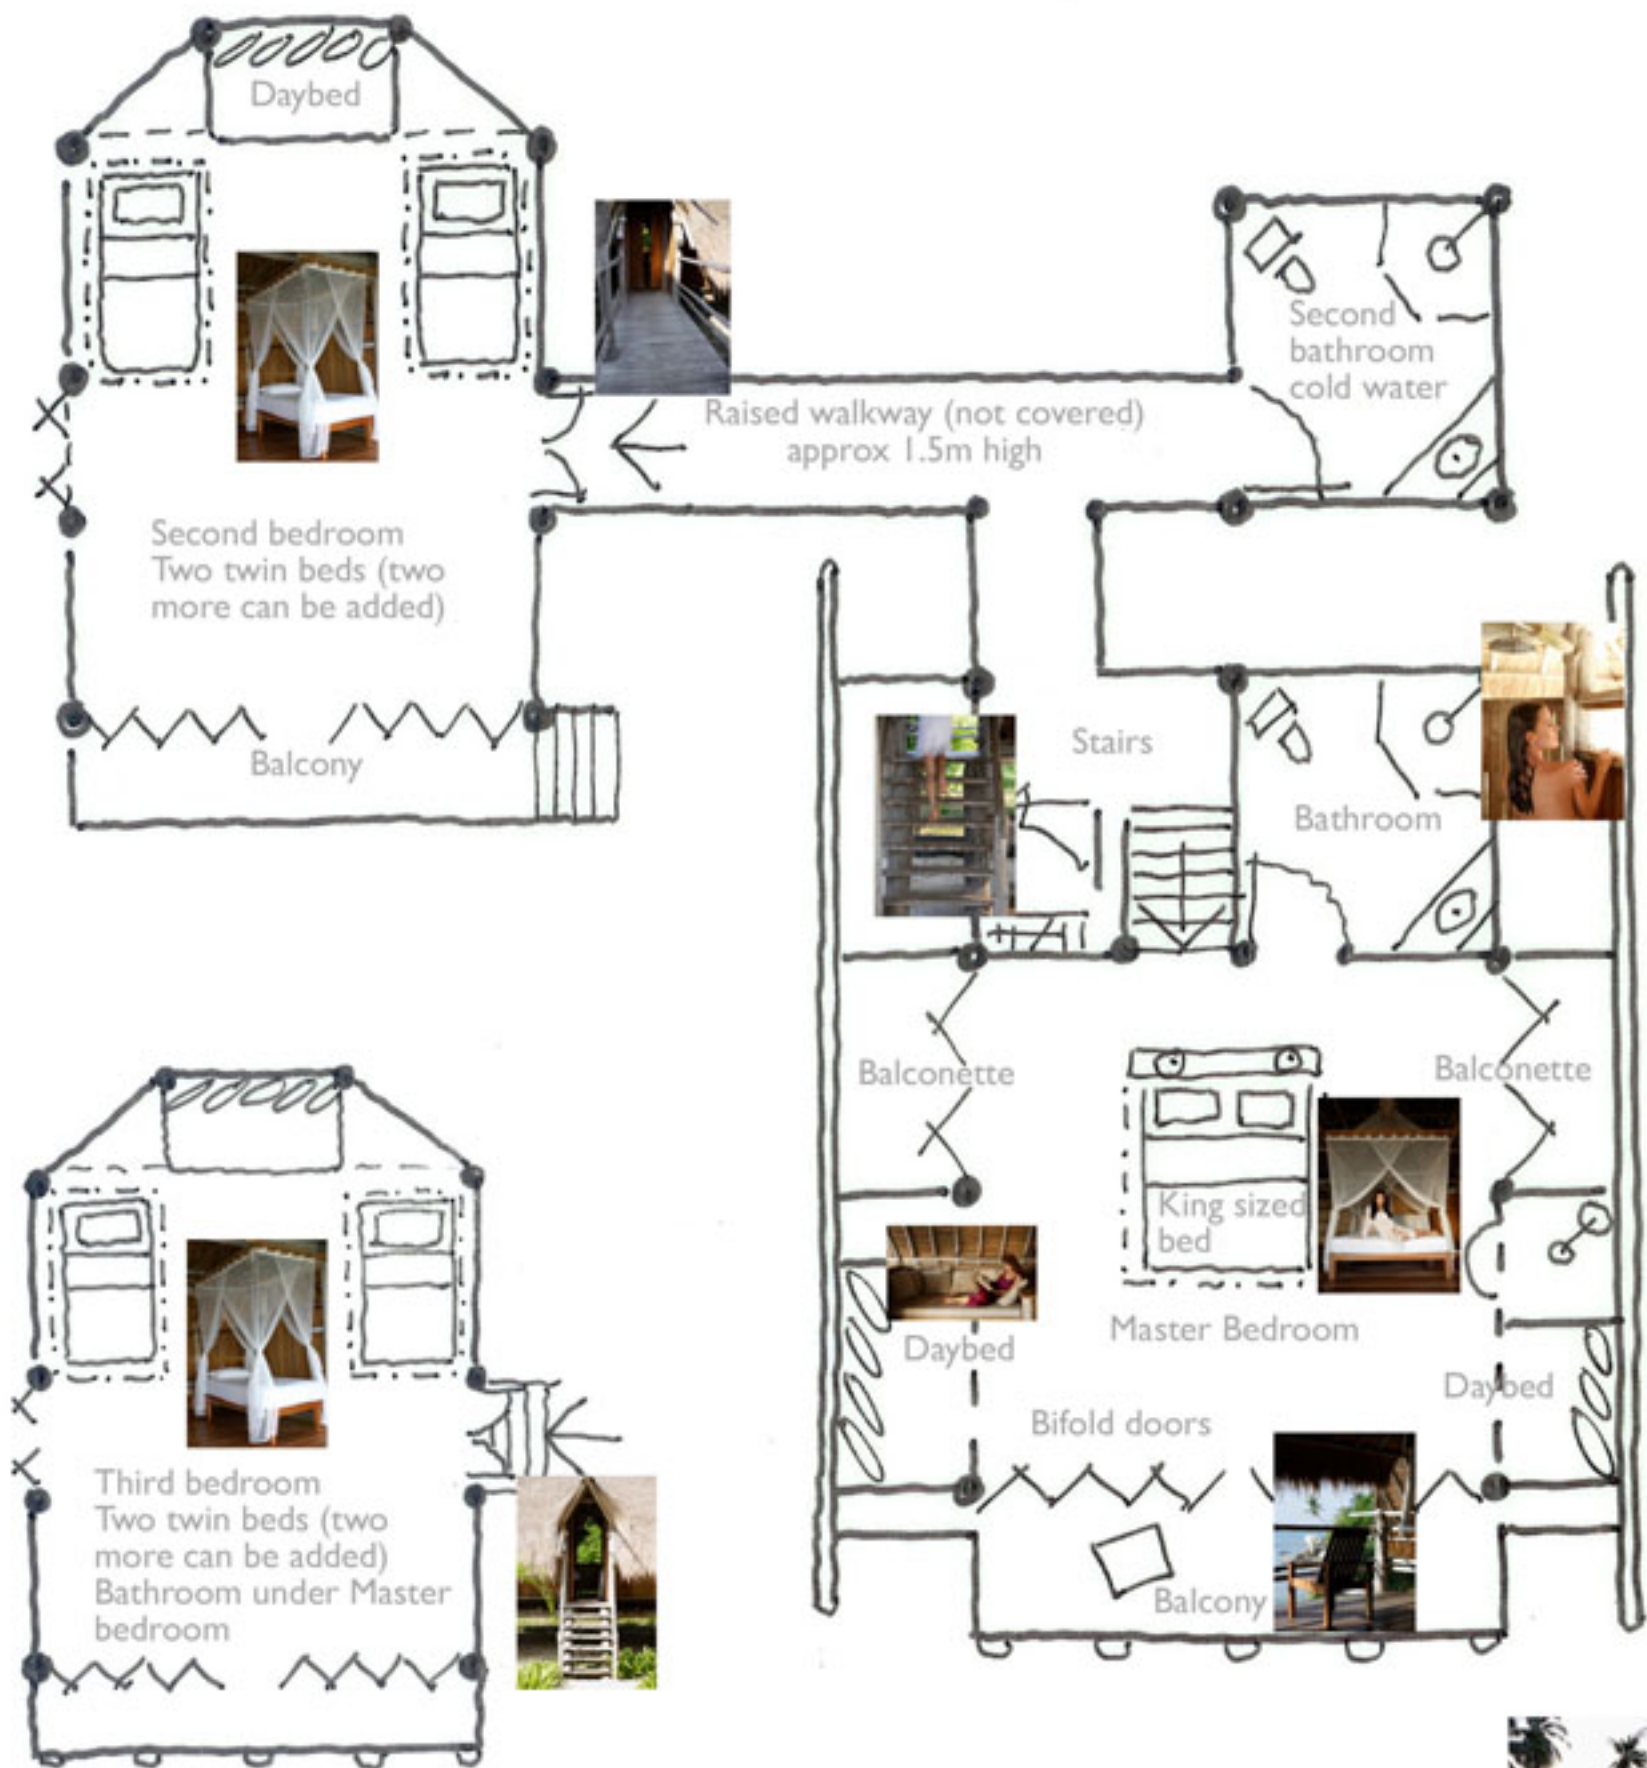 Daybed
Second
bathroom
cold water
Raised walkway (not covered)
approx 1.5m high
Second bedroom
Two twin beds (two
more can be added)
Balcony
Stairs
Bathroom
Balconette
Balconette
King sized
bed
Master Bedroom
Daybed
Daybed
Bifold doors
Balcony
Third bedroom
Two twin beds (two
more can be added)
Bathroom under Master
bedroom